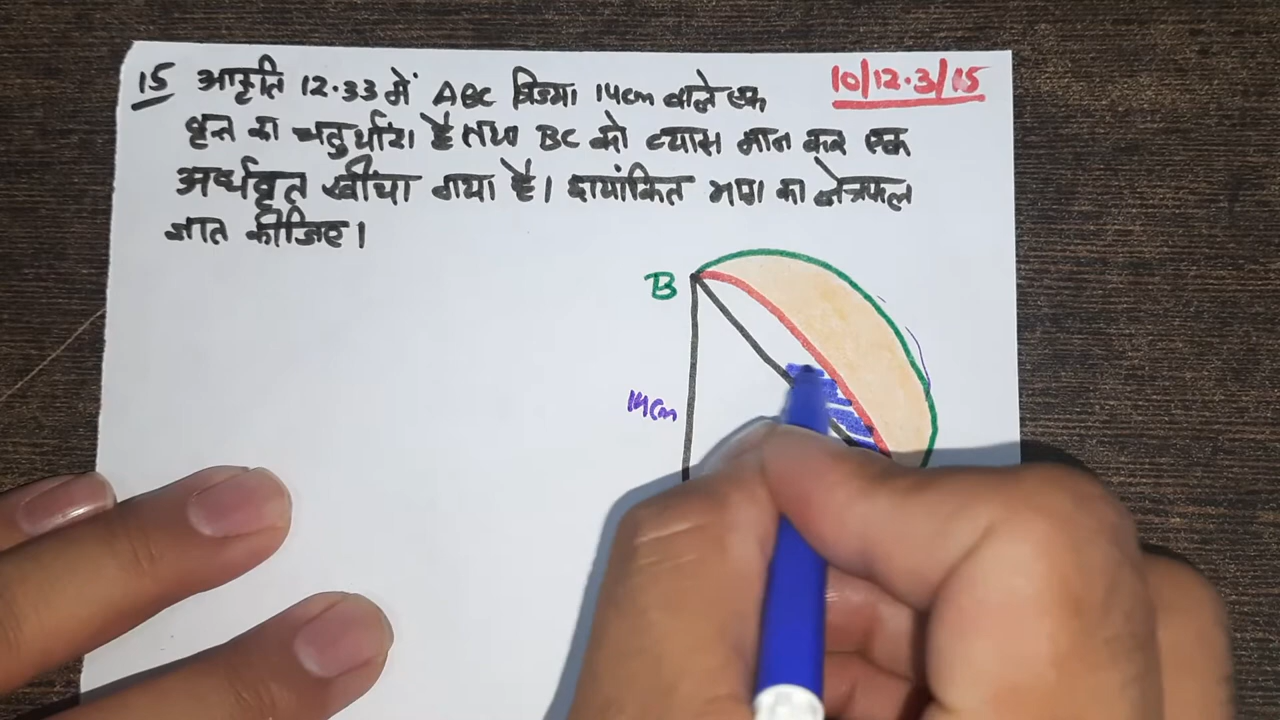 15 आकृति 12.33 में ABC त्रिज्या 14cm वाले एक
10/12.3/15
वृत्त का चतुर्थांश है तथा BC को व्यास मान कर एक
अर्धवृत खींचा गया है। छायांकित भाग का क्षेत्रफल
ज्ञात कीजिए।
B
14cm